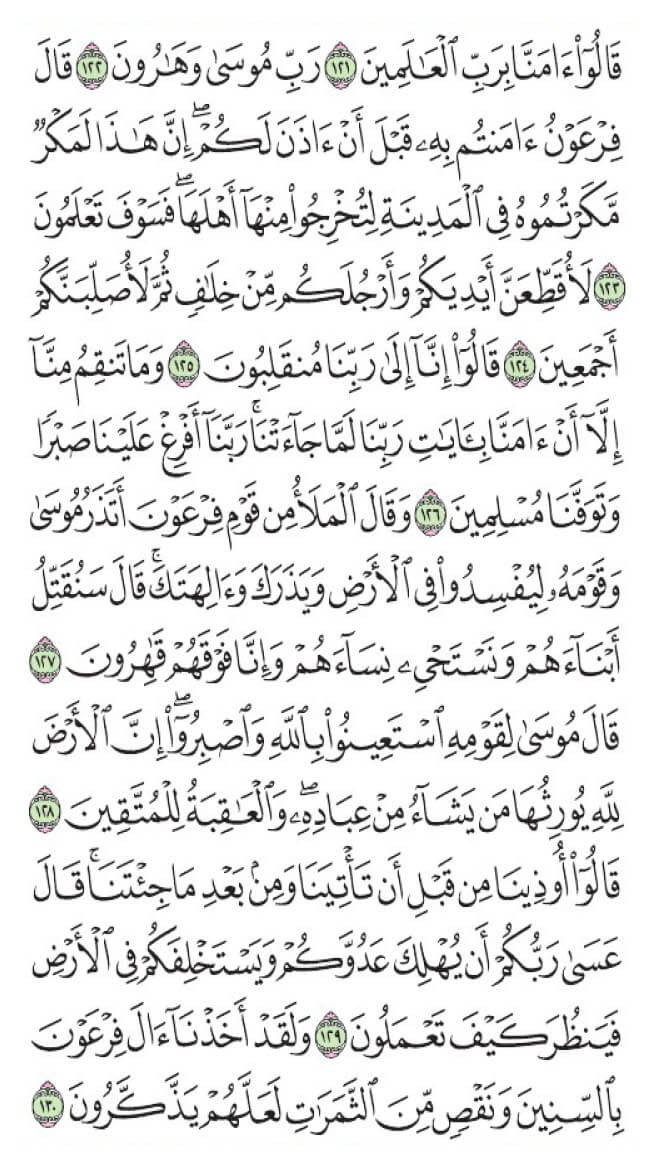 قَالُوٓاْ ءَامَنَّا بِرَبِّ ٱلۡعَٰلَمِينَ ١٢١ رَبِّ مُوسَىٰ وَهَٰرُونَ ١٢٢ قَالَ
فِرۡعَوۡنُ ءَامَنتُم بِهِۦ قَبۡلَ أَنۡ ءَاذَنَ لَكُمۡۖ إِنَّ هَٰذَا لَمَكۡرٞ
مَّكَرۡتُمُوهُ فِي ٱلۡمَدِينَةِ لِتُخۡرِجُواْ مِنۡهَآ أَهۡلَهَاۖ فَسَوۡفَ تَعۡلَمُونَ
١٢٣ لَأُقَطِّعَنَّ أَيۡدِيَكُمۡ وَأَرۡجُلَكُم مِّنۡ خِلَٰفٖ ثُمَّ لَأُصَلِّبَنَّكُمۡ
أَجۡمَعِينَ ١٢٤ قَالُوٓاْ إِنَّآ إِلَىٰ رَبِّنَا مُنقَلِبُونَ ١٢٥ وَمَا تَنقِمُ مِنَّآ
إِلَّآ أَنۡ ءَامَنَّا بِـَٔايَٰتِ رَبِّنَا لَمَّا جَآءَتۡنَاۚ رَبَّنَآ أَفۡرِغۡ عَلَيۡنَا صَبۡرٗا
وَتَوَفَّنَا مُسۡلِمِينَ ١٢٦ وَقَالَ ٱلۡمَلَأُ مِن قَوۡمِ فِرۡعَوۡنَ أَتَذَرُ مُوسَىٰ
وَقَوۡمَهُۥ لِيُفۡسِدُواْ فِي ٱلۡأَرۡضِ وَيَذَرَكَ وَءَالِهَتَكَۚ قَالَ سَنُقَتِّلُ
أَبۡنَآءَهُمۡ وَنَسۡتَحۡيِۦ نِسَآءَهُمۡ وَإِنَّا فَوۡقَهُمۡ قَٰهِرُونَ ١٢٧
قَالَ مُوسَىٰ لِقَوۡمِهِ ٱسۡتَعِينُواْ بِٱللَّهِ وَٱصۡبِرُوٓاْۖ إِنَّ ٱلۡأَرۡضَ
لِلَّهِ يُورِثُهَا مَن يَشَآءُ مِنۡ عِبَادِهِۦۖ وَٱلۡعَٰقِبَةُ لِلۡمُتَّقِينَ ١٢٨
قَالُوٓاْ أُوذِينَا مِن قَبۡلِ أَن تَأۡتِيَنَا وَمِنۢ بَعۡدِ مَا جِئۡتَنَاۚ قَالَ
عَسَىٰ رَبُّكُمۡ أَن يُهۡلِكَ عَدُوَّكُمۡ وَيَسۡتَخۡلِفَكُمۡ فِي ٱلۡأَرۡضِ
فَيَنظُرَ كَيۡفَ تَعۡمَلُونَ ١٢٩ وَلَقَدۡ أَخَذۡنَآ ءَالَ فِرۡعَوۡنَ
بِٱلسِّنِينَ وَنَقۡصٖ مِّنَ ٱلثَّمَرَٰتِ لَعَلَّهُمۡ يَذَّكَّرُونَ ١٣٠